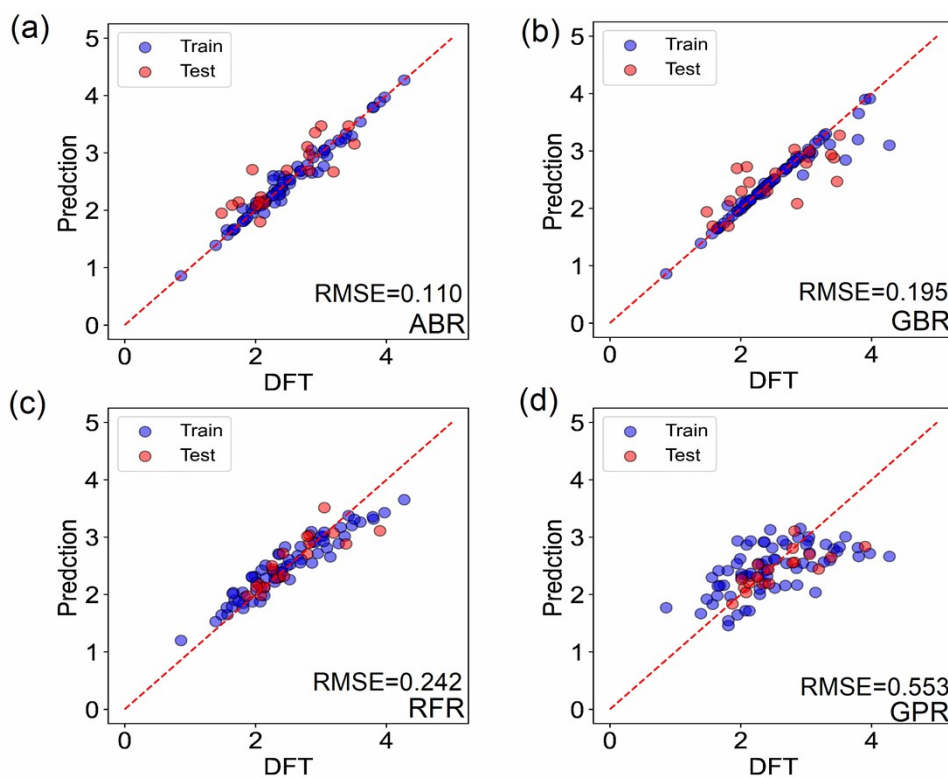 (a)
5
4
3
2
1
0
Predction
Train
Test
RMSE=0.110
ABR
0 2 4
DFT
(b)
5
4
3
2
1
0
Predction
Train
Test
RMSE=0.195
GBR
0 2 4
DFT
(c)
5
4
3
2
1
0
Predction
Train
Test
RMSE=0.242
RFR
0 2 4
DFT
(d)
5
4
3
2
1
0
Predction
Train
Test
RMSE=0.553
GPR
0 2 4
DFT